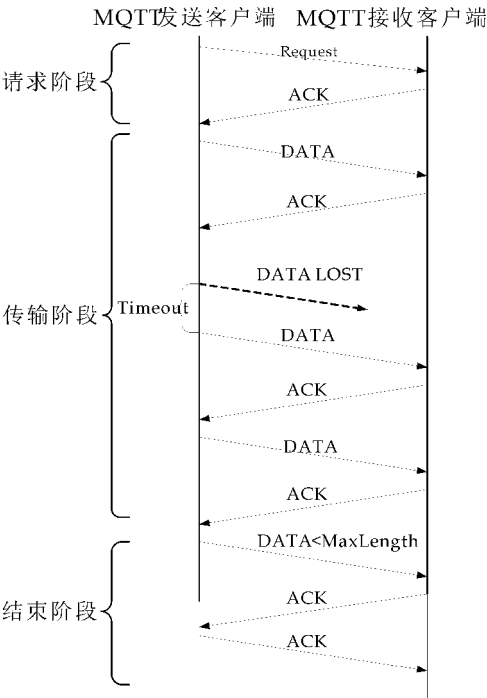 MQTT发送客户端 MQTT接收客户端
Request
请求阶段
ACK
DATA
ACK
DATA LOST
传输阶段
Timeout
DATA
ACK
DATA
ACK
DATA<MaxLength
结束阶段
ACK
ACK